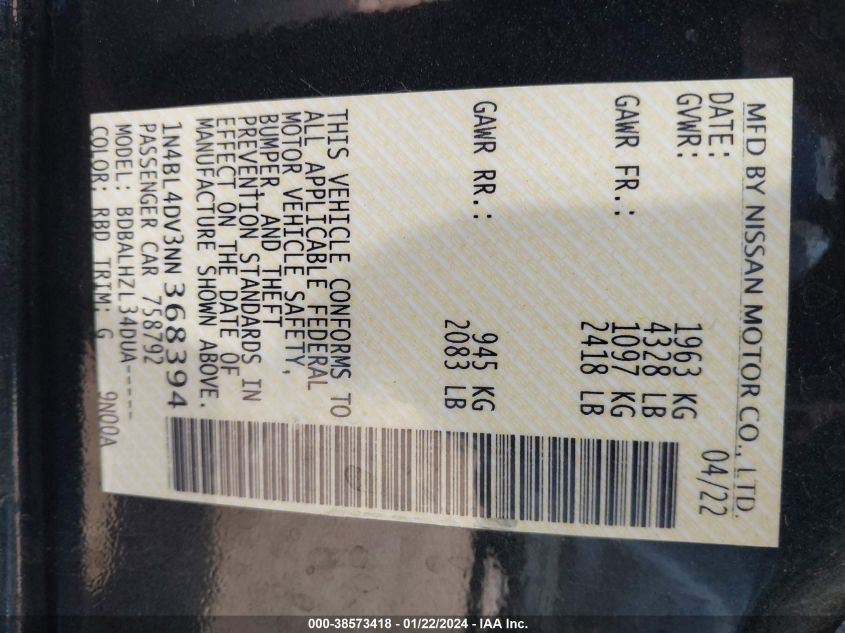 MFD BY NISSAN MOTOR CO., LTD.
DATE: 04/22
GVWR: 1963 KG
4328 LB
GAWR FR.: 1097 KG
2418 LB
GAWR RR.: 945 KG
2083 LB
THIS VEHICLE CONFORMS TO
ALL APPLICABLE FEDERAL
MOTOR VEHICLE SAFETY,
BUMPER, AND THEFT
PREVENTION STANDARDS IN
EFFECT ON THE DATE OF
MANUFACTURE SHOWN ABOVE.
1N4BL4DV3NN368394
PASSENGER CAR 758792
MODEL: BDBALHZL34DUA-----
COLOR: RBD TRIM: G 9N00A
000-38573418 - 01/22/2024 - IAA Inc.